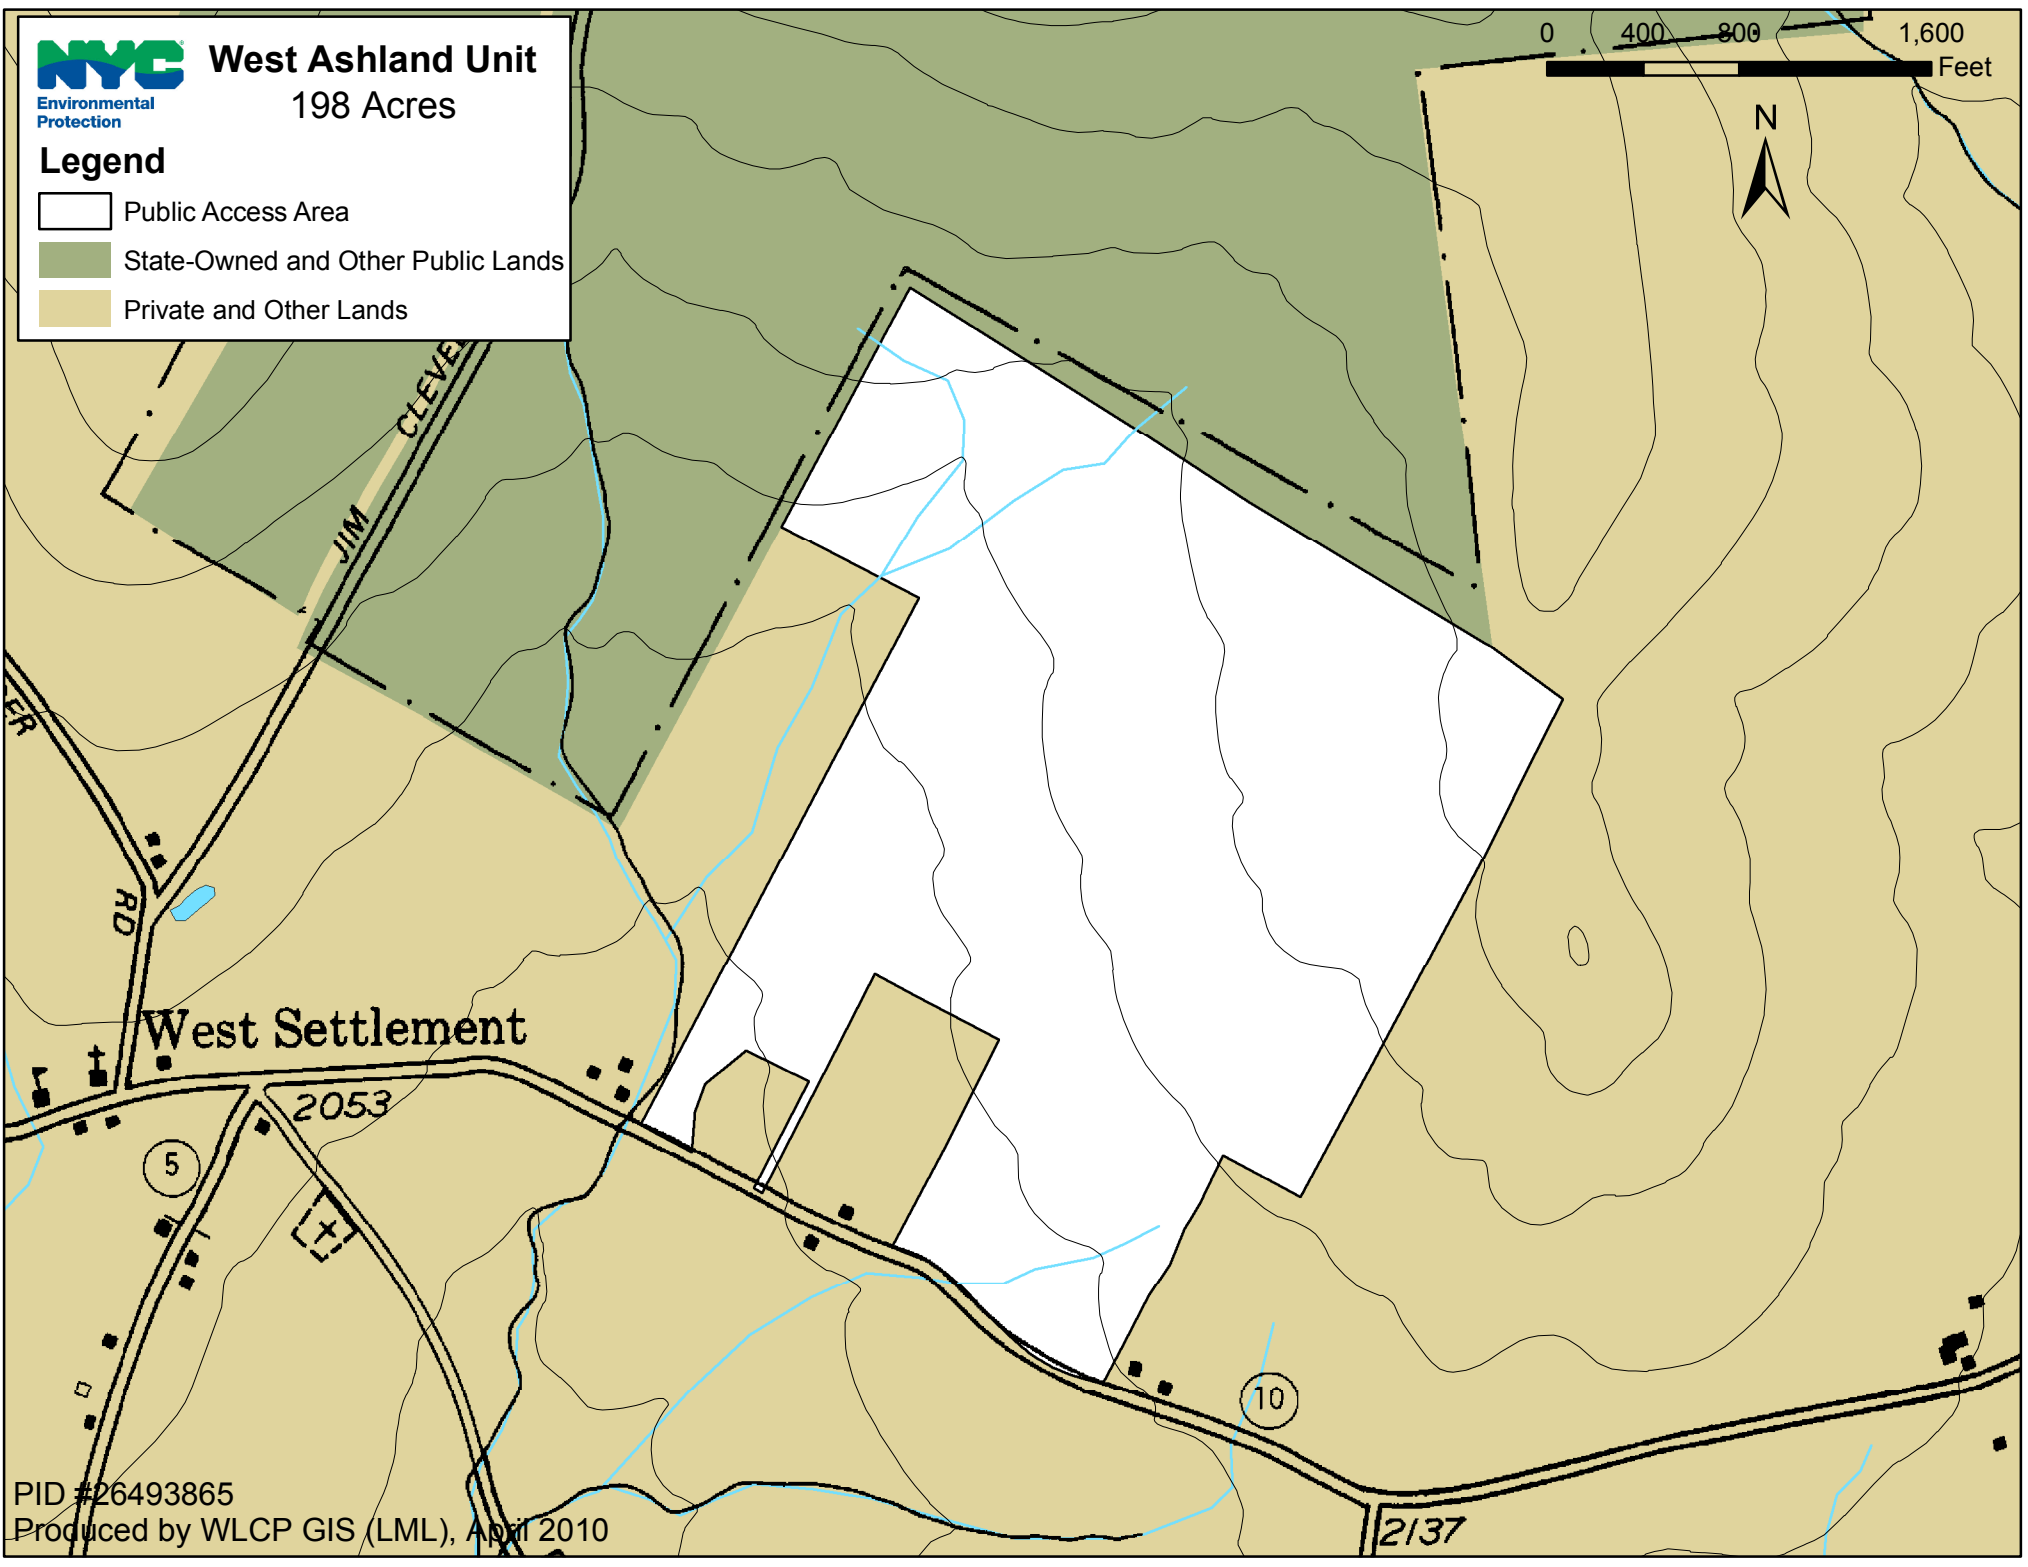 NYC
Environmental
Protection
West Ashland Unit
198 Acres
Legend
Public Access Area
State-Owned and Other Public Lands
Private and Other Lands
0 400 800 1,600
Feet
N
JIM CLEVE
ER
RD
West Settlement
2053
5
10
2137
PID #26493865
Produced by WLCP GIS (LML), April 2010